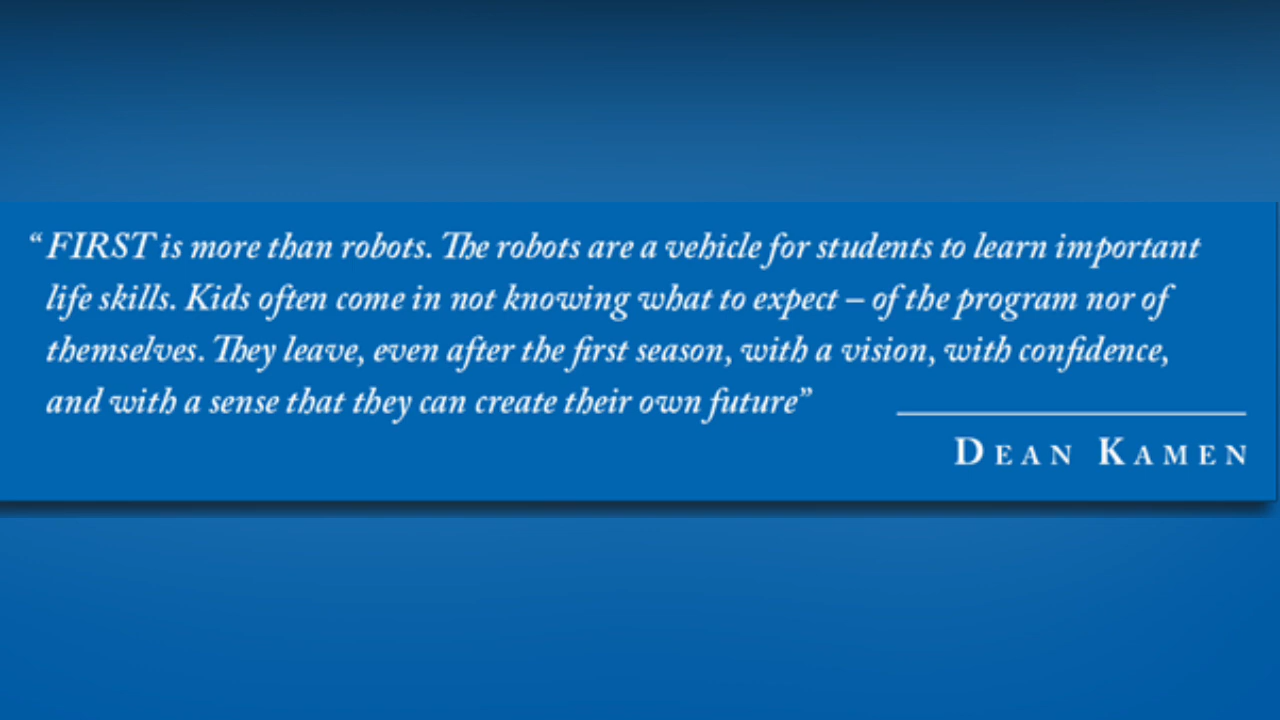 “FIRST is more than robots. The robots are a vehicle for students to learn important
life skills. Kids often come in not knowing what to expect – of the program nor of
themselves. They leave, even after the first season, with a vision, with confidence,
and with a sense that they can create their own future”
DEAN KAMEN